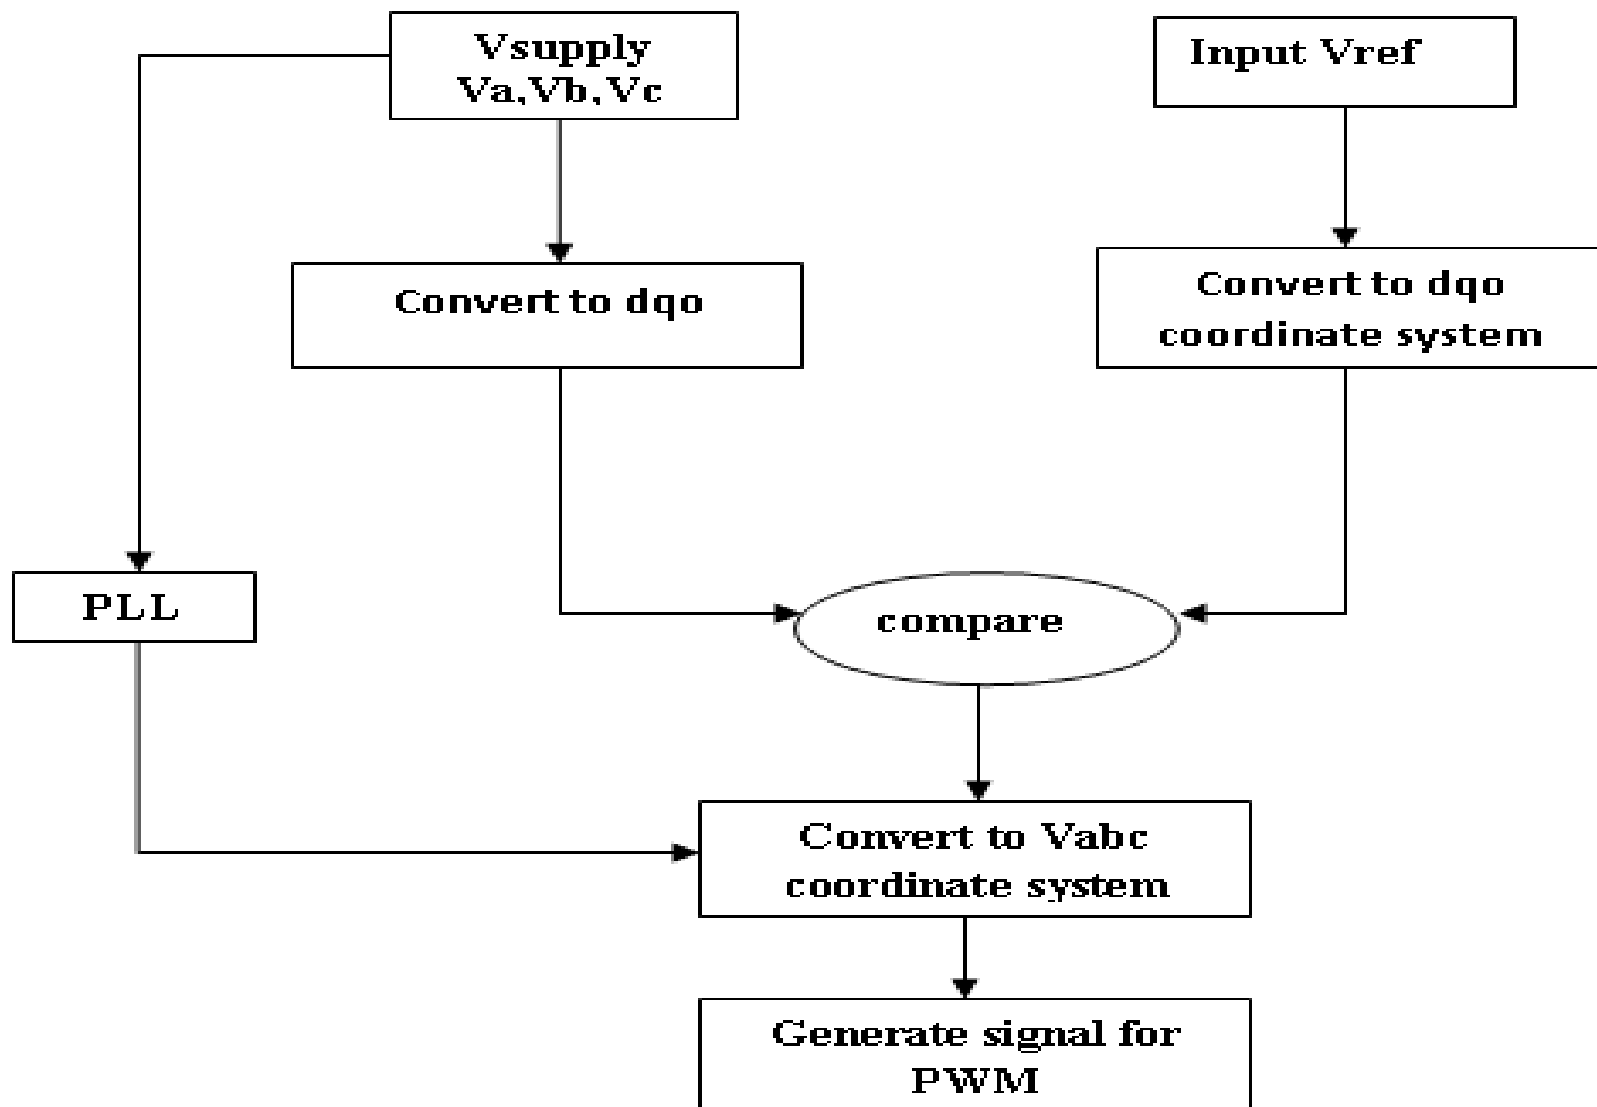 Vsupply
Va,Vb,Vc
Input Vref
Convert to dqo
Convert to dqo
coordinate system
PLL
compare
Convert to Vabc
coordinate system
Generate signal for
PWM